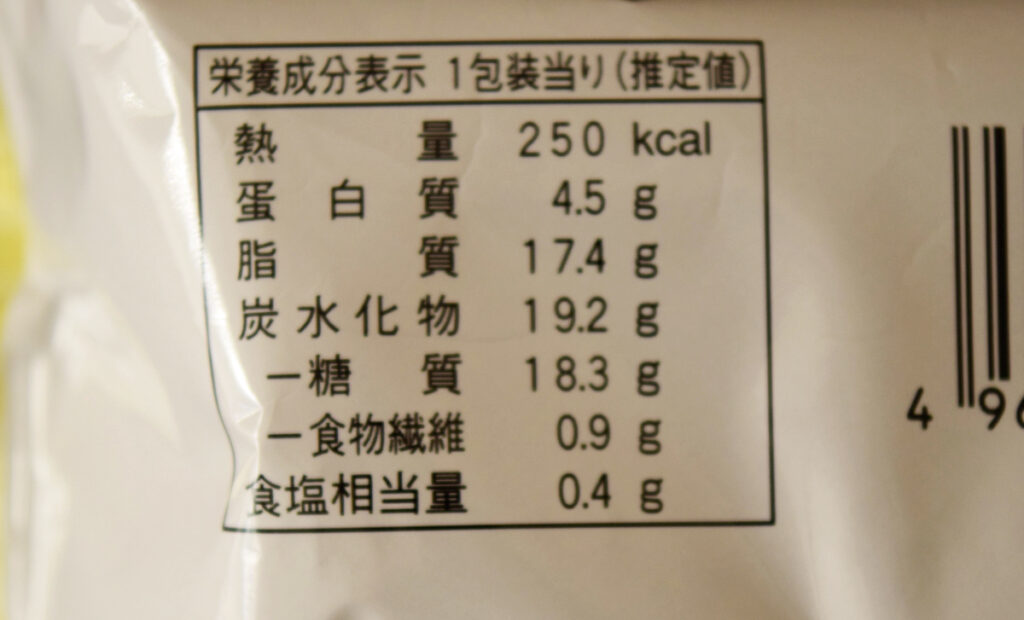 栄養成分表示 1包装当り(推定値)
熱量 250 kcal
蛋白質 4.5 g
脂質 17.4 g
炭水化物 19.2 g
－糖質 18.3 g
－食物繊維 0.9 g
食塩相当量 0.4 g
4 96